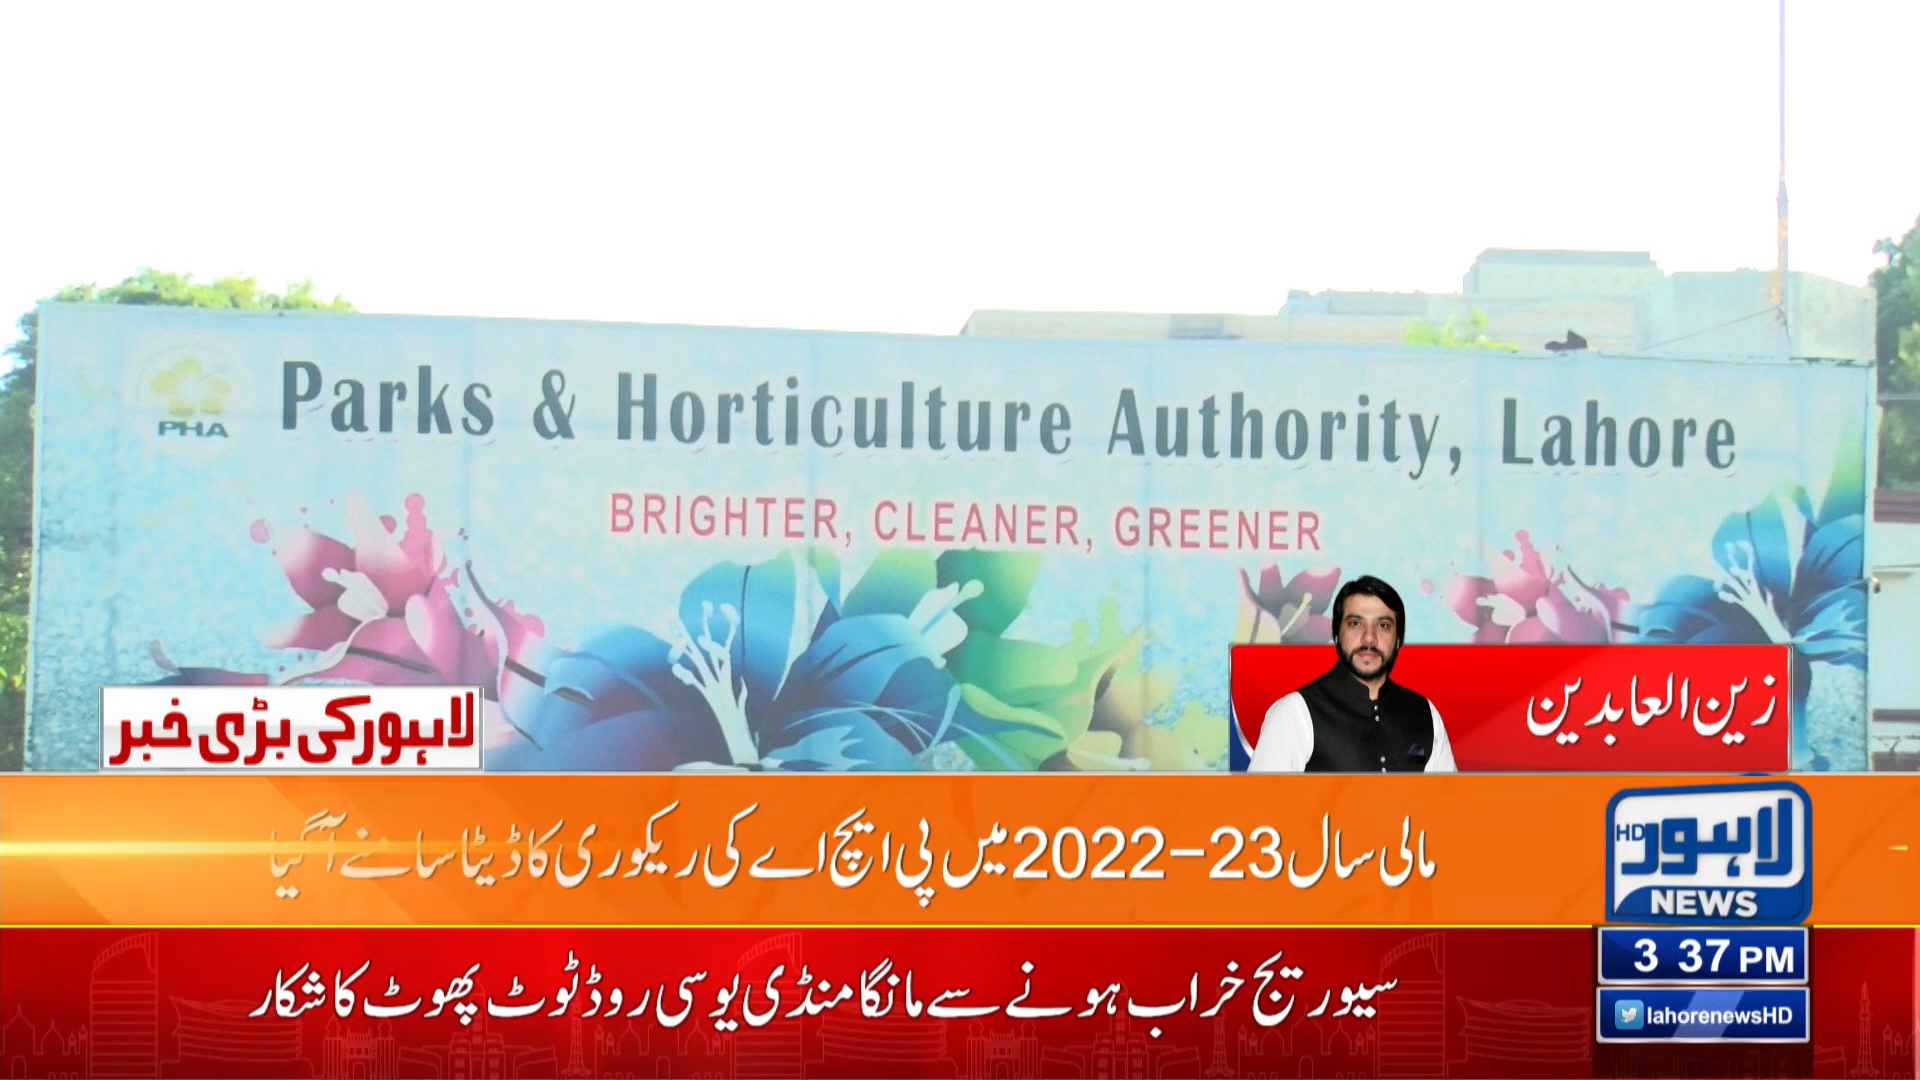 PHA
Parks & Horticulture Authority, Lahore
BRIGHTER, CLEANER, GREENER
زین العابدین
لاہور کی بڑی خبر
مالی سال 23-2022 میں پی ایچ اے کی ریکوری کا ڈیٹا سامنے آگیا
لاہور HD
NEWS
3 37 PM
سیوریج خراب ہونے سے مانگا منڈی یوسی روڈ ٹوٹ پھوٹ کا شکار
lahorenewsHD